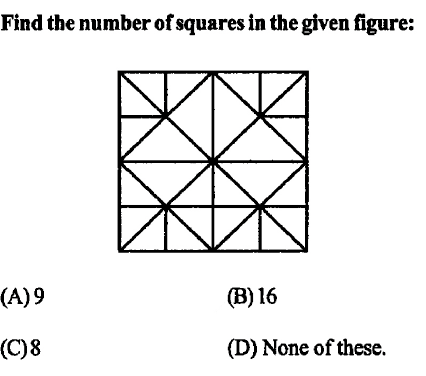 Find the number of squares in the given figure:
(A) 9 (B) 16
(C) 8 (D) None of these.